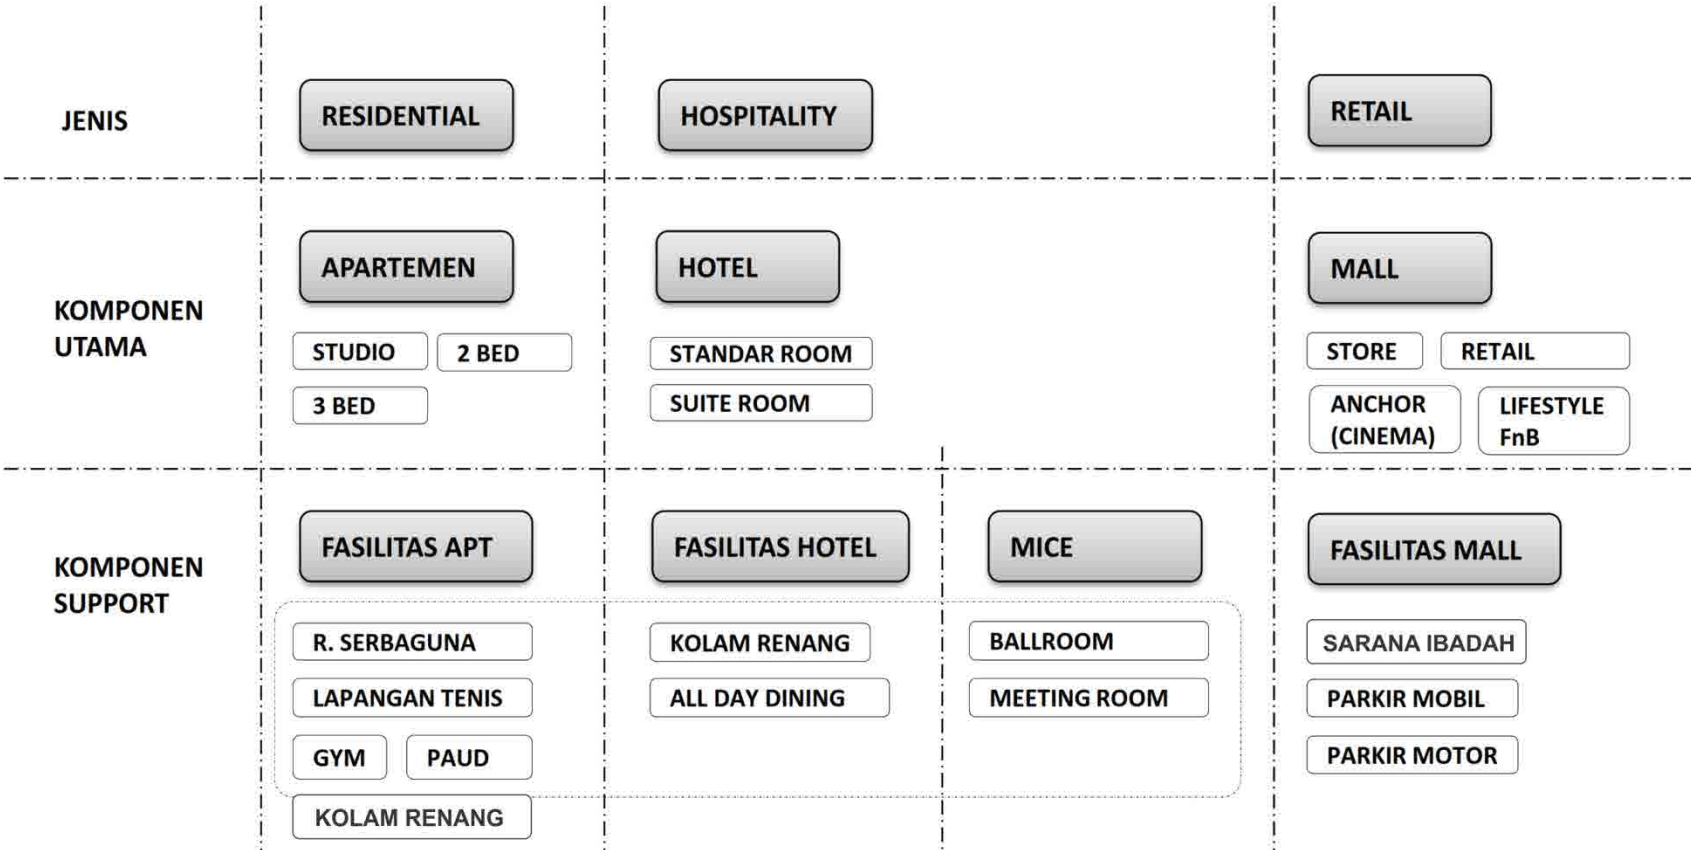 JENIS
RESIDENTIAL
HOSPITALITY
RETAIL
KOMPONEN
UTAMA
APARTEMEN
STUDIO
2 BED
3 BED
HOTEL
STANDAR ROOM
SUITE ROOM
MALL
STORE
RETAIL
ANCHOR
(CINEMA)
LIFESTYLE
FnB
KOMPONEN
SUPPORT
FASILITAS APT
R. SERBAGUNA
LAPANGAN TENIS
GYM
PAUD
KOLAM RENANG
FASILITAS HOTEL
KOLAM RENANG
ALL DAY DINING
MICE
BALLROOM
MEETING ROOM
FASILITAS MALL
SARANA IBADAH
PARKIR MOBIL
PARKIR MOTOR